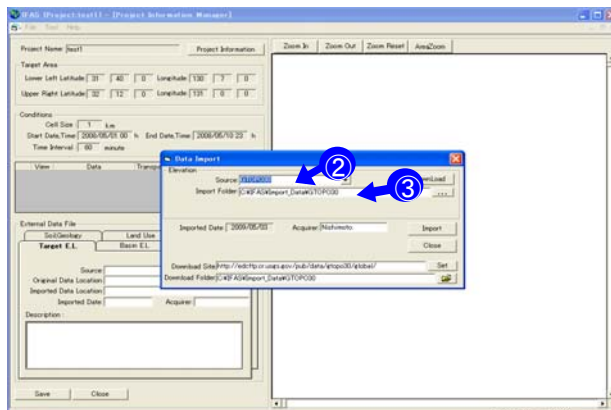 IFAS [Project:test1] - [Project Information Manager]
File Tool Help
Project Name test1 Project Information
Zoom In Zoom Out Zoom Reset AreaZoom
Target Area
Lower Left Latitude 31 40 0 Longitude 130 7 0
Upper Right Latitude 32 12 0 Longitude 131 0 0
Conditions
Cell Size 1 km
Start Date,Time 2006/05/01 00 h End Date,Time 2006/05/10 23 h
Time Interval 60 minute
View Data
Data Import
Elevation
Source
②
Import Folder C:¥IFAS¥Import_Data¥GTOPO30
③
...
Imported Date 2009/05/03 Acquirer Nishimoto Import
Close
Download Site http://edcftp.cr.usgs.gov/pub/data/gtopo30/global/ Set
Download Folder C:¥IFAS¥Import_Data¥GTOPO30
External Data File
Soil,Geology Land Use
Target E.L Basin E.L
Source
Original Data Location
Imported Data Location
Imported Date Acquirer
Description
Save Close